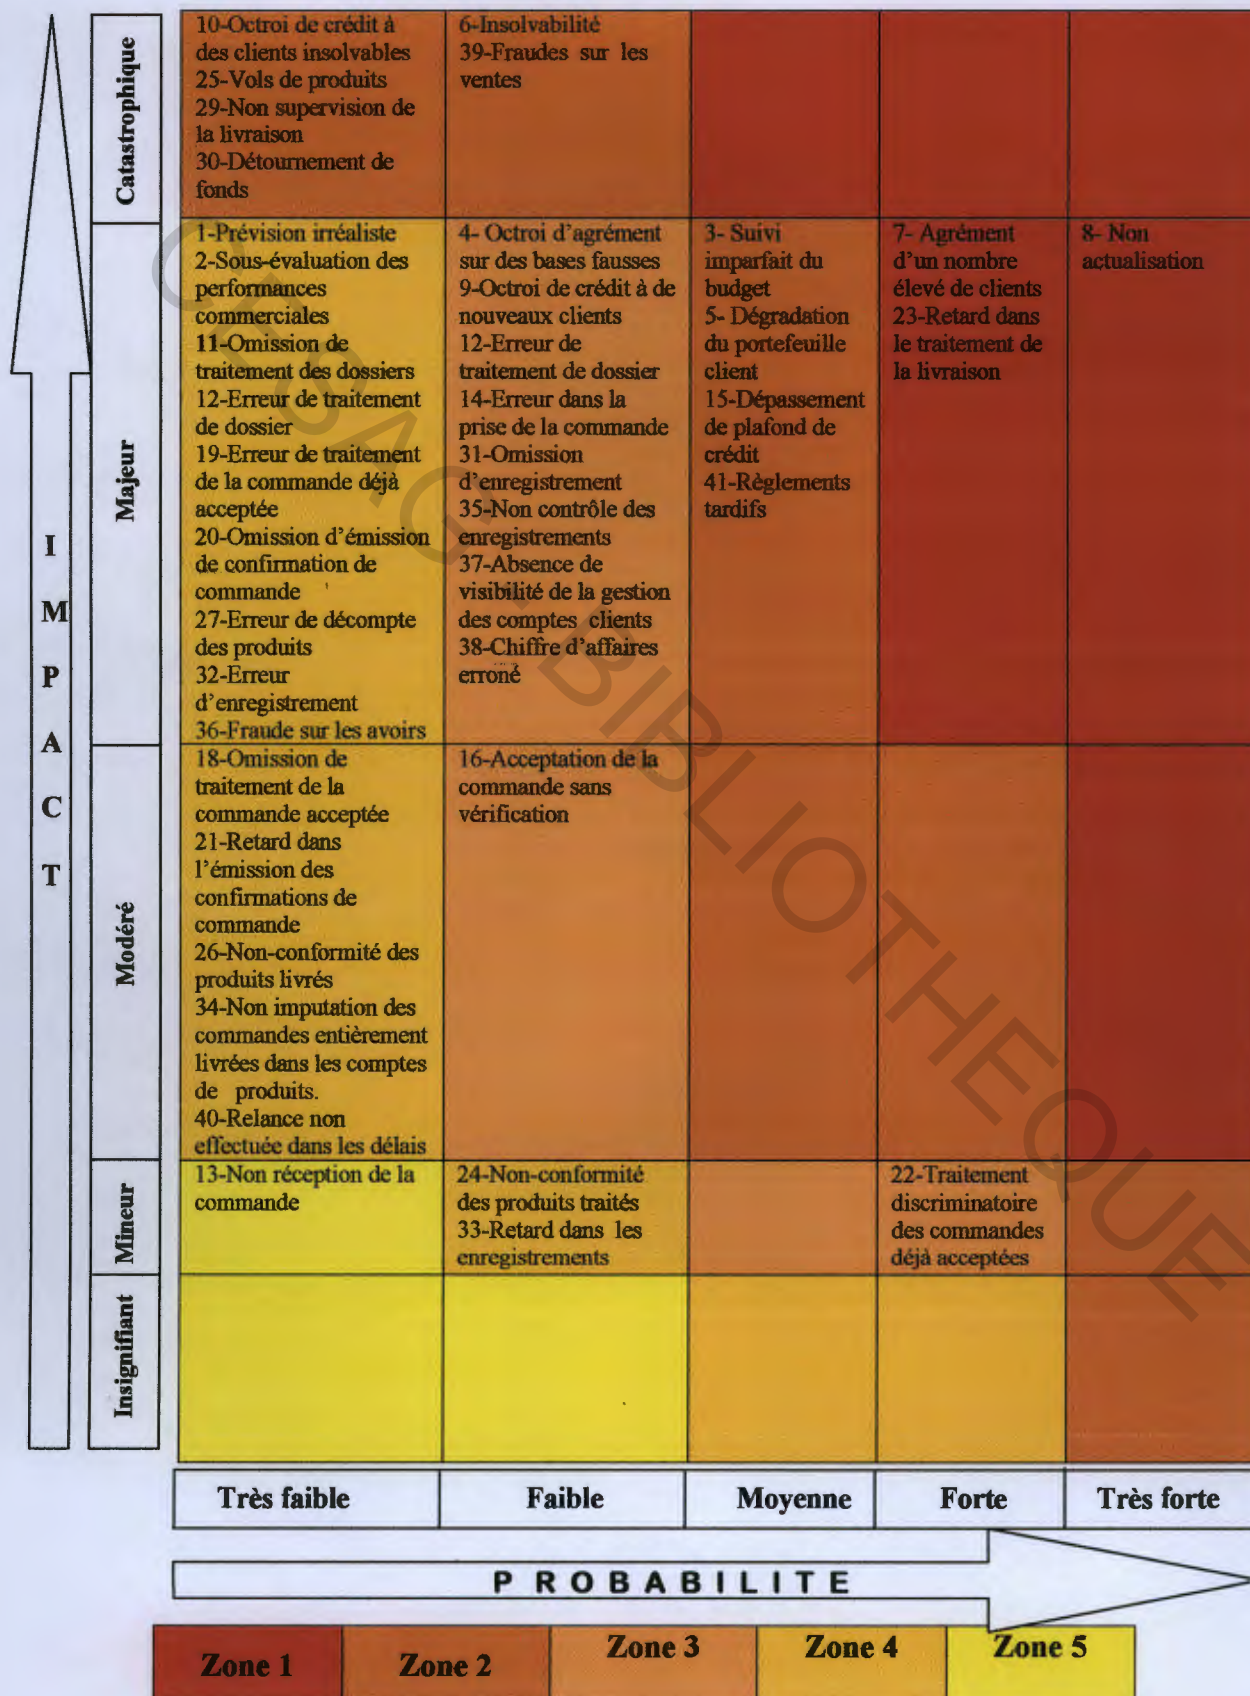 Catastrophique
10-Octroi de crédit à
des clients insolvables
25-Vols de produits
29-Non supervision de
la livraison
30-Détournement de
fonds
6-Insolvabilité
39-Fraudes sur les
ventes
Majeur
1-Prévision irréaliste
2-Sous-évaluation des
performances
commerciales
11-Omission de
traitement des dossiers
12-Erreur de traitement
de dossier
19-Erreur de traitement
de la commande déjà
acceptée
20-Omission d'émission
de confirmation de
commande
27-Erreur de décompte
des produits
32-Erreur
d'enregistrement
36-Fraude sur les avoirs
4- Octroi d'agrément
sur des bases fausses
9-Octroi de crédit à de
nouveaux clients
12-Erreur de
traitement de dossier
14-Erreur dans la
prise de la commande
31-Omission
d'enregistrement
35-Non contrôle des
enregistrements
37-Absence de
visibilité de la gestion
des comptes clients
38-Chiffre d'affaires
erroné
3- Suivi
imparfait du
budget
5- Dégradation
du portefeuille
client
15-Dépassement
de plafond de
crédit
41-Règlements
tardifs
7- Agrément
d'un nombre
élevé de clients
23-Retard dans
le traitement de
la livraison
8- Non
actualisation
IMPACT
Modéré
18-Omission de
traitement de la
commande acceptée
21-Retard dans
l'émission des
confirmations de
commande
26-Non-conformité des
produits livrés
34-Non imputation des
commandes entièrement
livrées dans les comptes
de produits.
40-Relance non
effectuée dans les délais
16-Acceptation de la
commande sans
vérification
Mineur
13-Non réception de la
commande
24-Non-conformité
des produits traités
33-Retard dans les
enregistrements
22-Traitement
discriminatoire
des commandes
déjà acceptées
Insignifiant
Très faible
Faible
Moyenne
Forte
Très forte
PROBABILITE
Zone 1
Zone 2
Zone 3
Zone 4
Zone 5
CESAG - BIBLIOTHEQUE